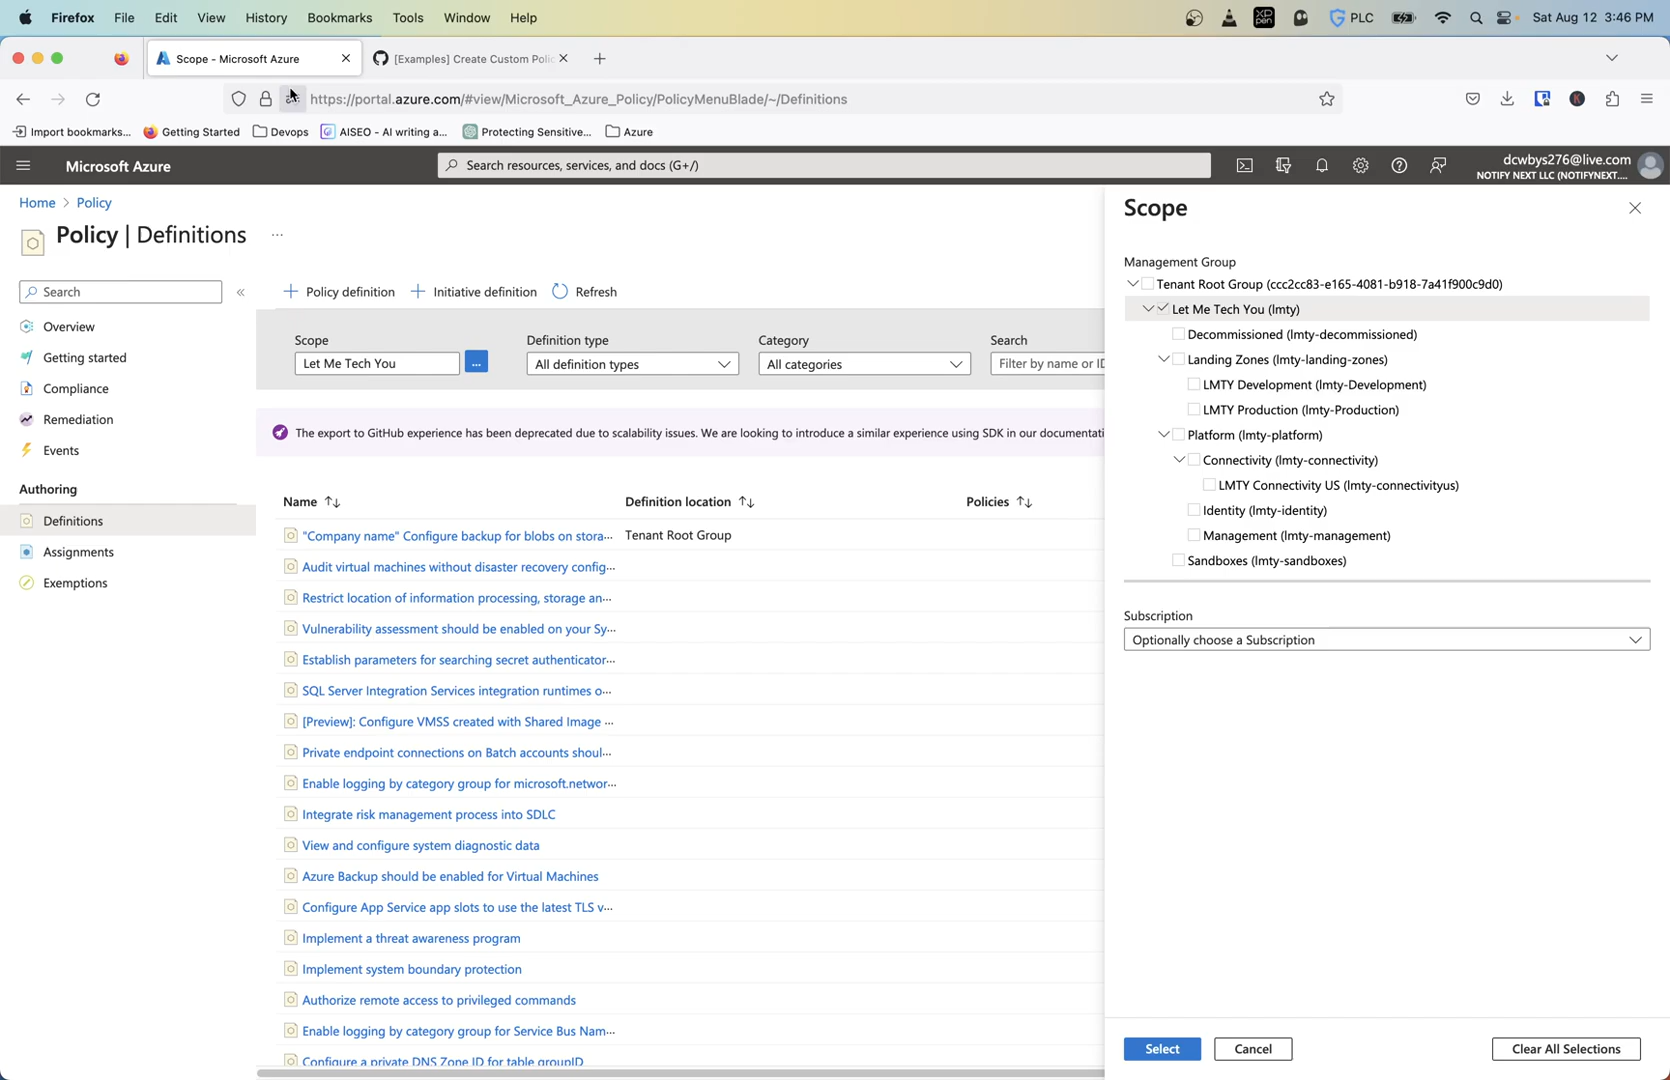 Firefox File Edit View History Bookmarks Tools Window Help
PLC Sat Aug 12 3:46 PM
Scope - Microsoft Azure
[Examples] Create Custom Polic
https://portal.azure.com/#view/Microsoft_Azure_Policy/PolicyMenuBlade/~/Definitions
Import bookmarks... Getting Started Devops AISEO - AI writing a... Protecting Sensitive... Azure
Microsoft Azure
Search resources, services, and docs (G+/)
dcwbys276@live.com
NOTIFY NEXT LLC (NOTIFYNEXT....
Home > Policy
Policy | Definitions ...
Search
Overview
Getting started
Compliance
Remediation
Events
Authoring
Definitions
Assignments
Exemptions
Policy definition
Initiative definition
Refresh
Scope
Let Me Tech You
...
Definition type
All definition types
Category
All categories
Search
Filter by name or ID
The export to GitHub experience has been deprecated due to scalability issues. We are looking to introduce a similar experience using SDK in our documentati
Name Definition location Policies
"Company name" Configure backup for blobs on stora... Tenant Root Group
Audit virtual machines without disaster recovery config...
Restrict location of information processing, storage an...
Vulnerability assessment should be enabled on your Sy...
Establish parameters for searching secret authenticator...
SQL Server Integration Services integration runtimes o...
[Preview]: Configure VMSS created with Shared Image ...
Private endpoint connections on Batch accounts shoul...
Enable logging by category group for microsoft.networ...
Integrate risk management process into SDLC
View and configure system diagnostic data
Azure Backup should be enabled for Virtual Machines
Configure App Service app slots to use the latest TLS v...
Implement a threat awareness program
Implement system boundary protection
Authorize remote access to privileged commands
Enable logging by category group for Service Bus Nam...
Configure a private DNS Zone ID for table groupID
Scope
Management Group
Tenant Root Group (ccc2cc83-e165-4081-b918-7a41f900c9d0)
Let Me Tech You (lmty)
Decommissioned (lmty-decommissioned)
Landing Zones (lmty-landing-zones)
LMTY Development (lmty-Development)
LMTY Production (lmty-Production)
Platform (lmty-platform)
Connectivity (lmty-connectivity)
LMTY Connectivity US (lmty-connectivityus)
Identity (lmty-identity)
Management (lmty-management)
Sandboxes (lmty-sandboxes)
Subscription
Optionally choose a Subscription
Select Cancel Clear All Selections